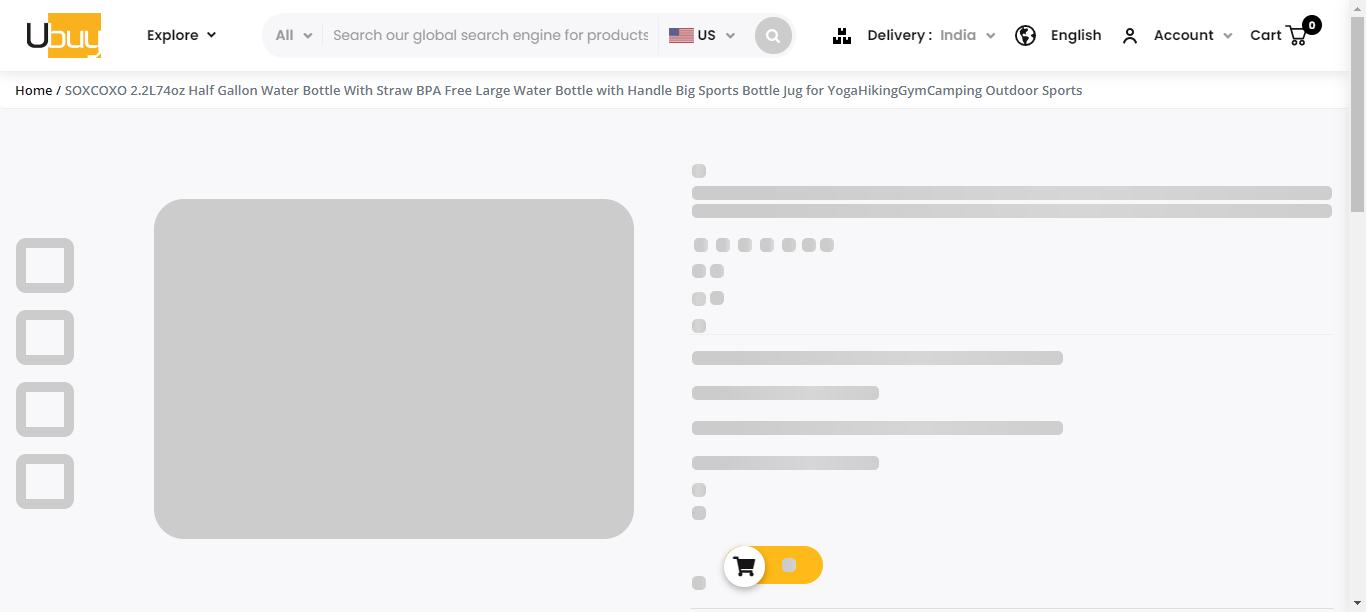 Ubuy
Explore
All
Search our global search engine for products
US
Delivery : India
English
Account
Cart
0
Home / SOXCOXO 2.2L74oz Half Gallon Water Bottle With Straw BPA Free Large Water Bottle with Handle Big Sports Bottle Jug for YogaHikingGymCamping Outdoor Sports